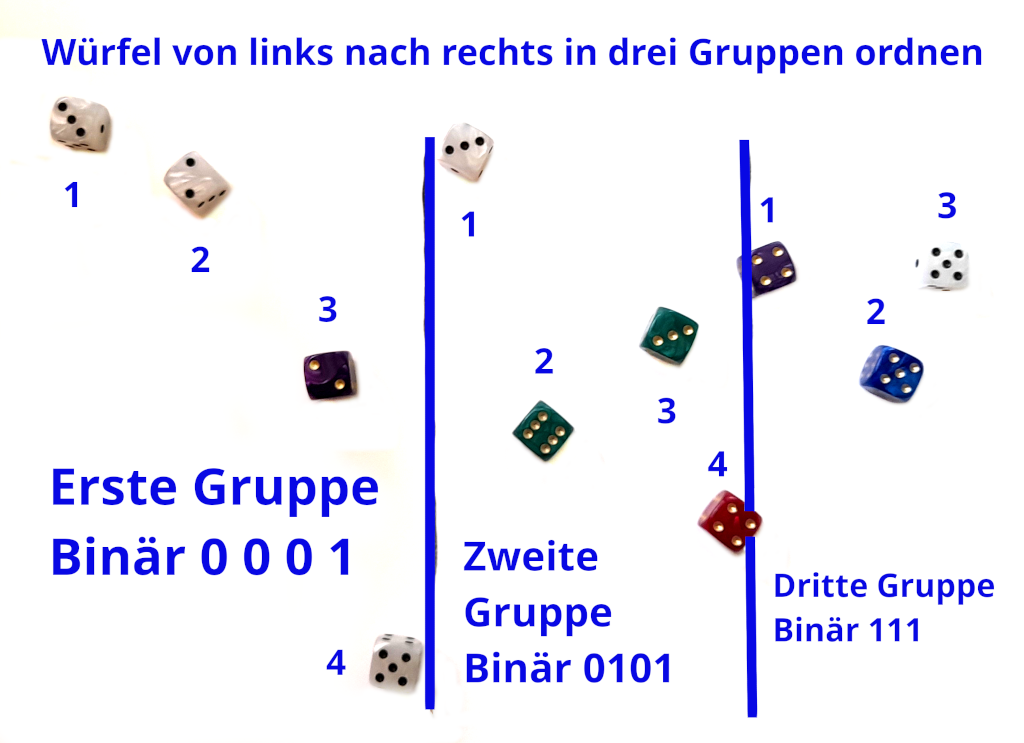 Würfel von links nach rechts in drei Gruppen ordnen
1
2
3
4
Erste Gruppe
Binär 0 0 0 1
1
2
3
4
Zweite
Gruppe
Binär 0101
1
2
3
Dritte Gruppe
Binär 111